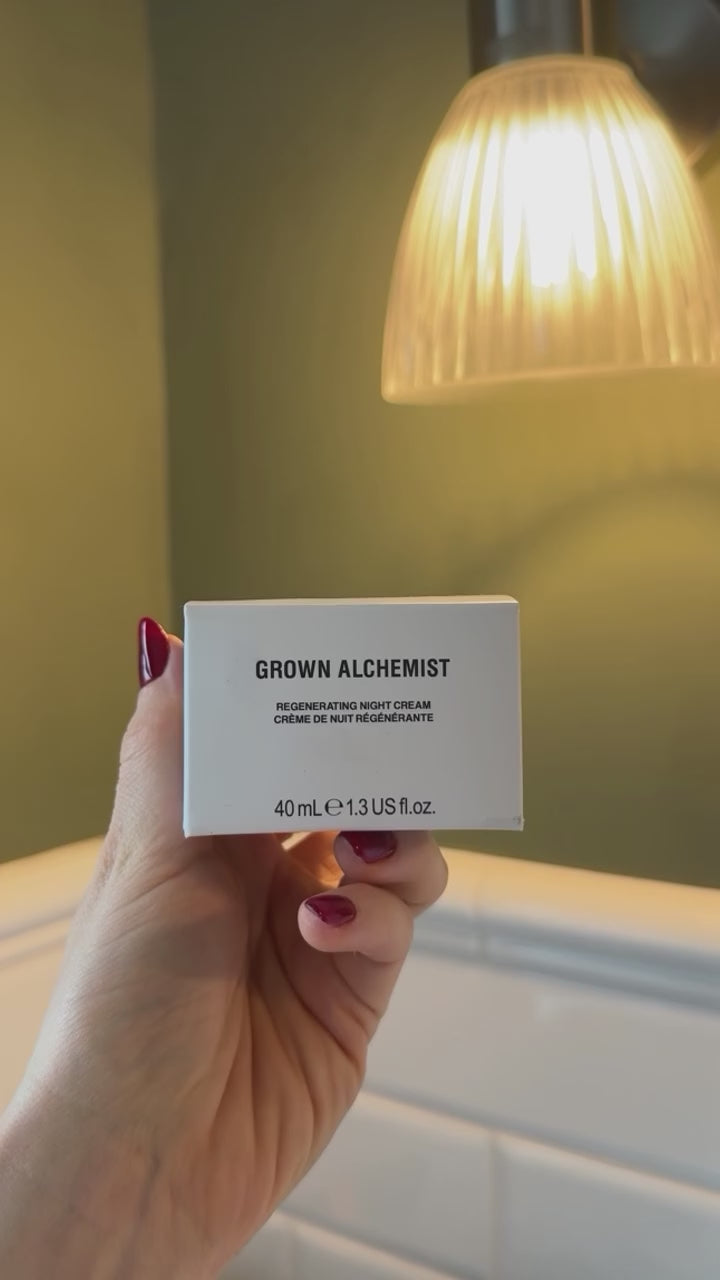 GROWN ALCHEMIST
REGENERATING NIGHT CREAM
CRÈME DE NUIT RÉGÉNÉRANTE
40 mL ℮ 1.3 US fl.oz.